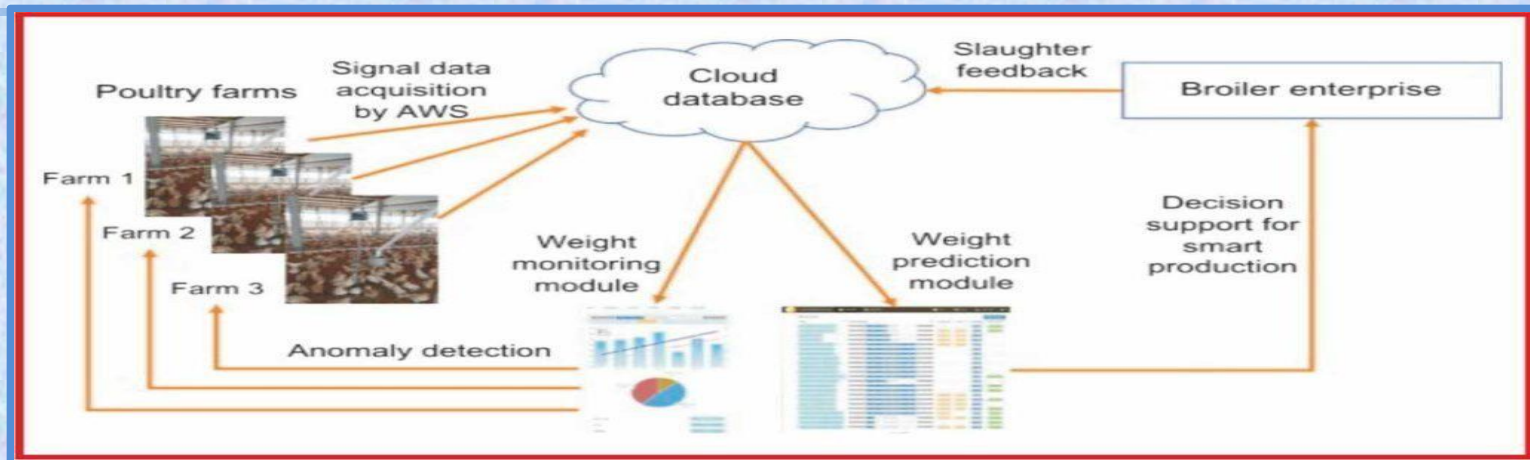 Poultry farms
Signal data
acquisition
by AWS
Cloud
database
Slaughter
feedback
Broiler enterprise
Farm 1
Farm 2
Farm 3
Weight
monitoring
module
Weight
prediction
module
Decision
support for
smart
production
Anomaly detection